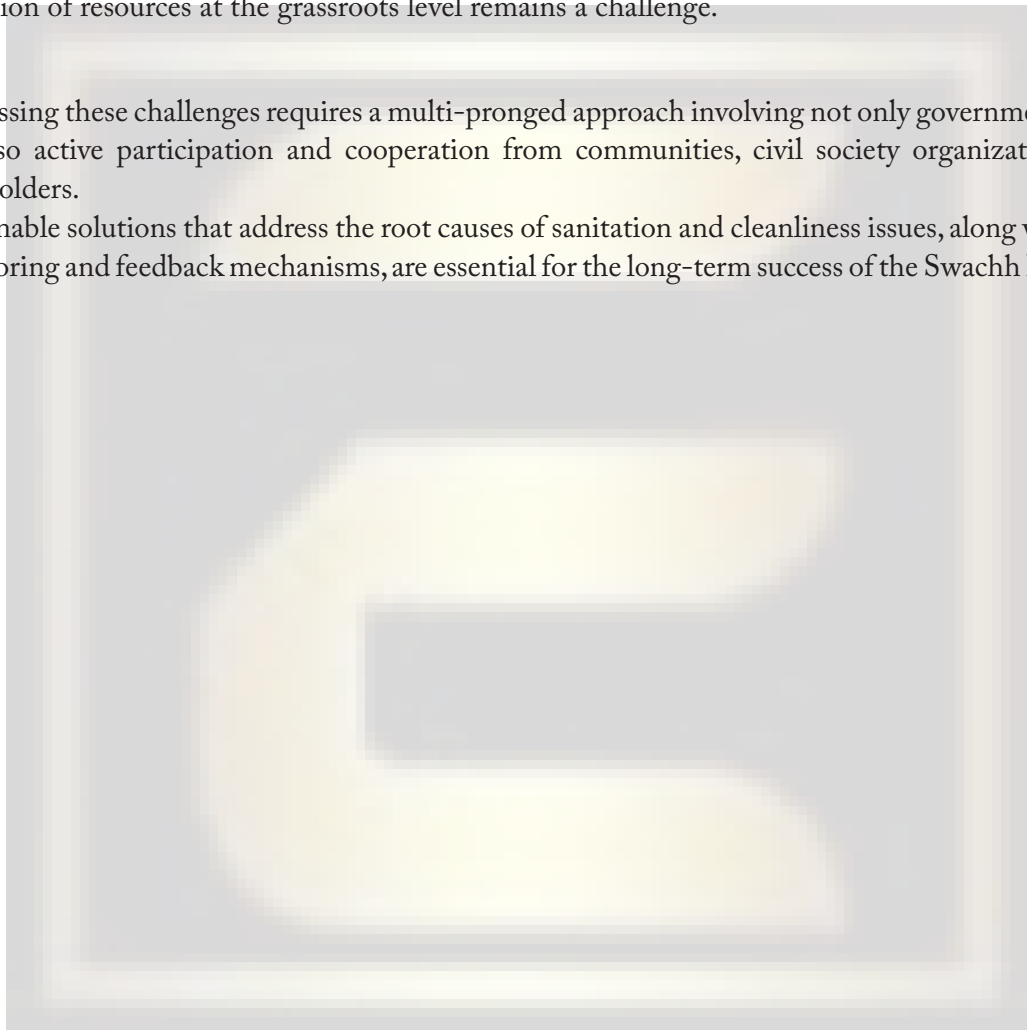 ion of resources at the grassroots level remains a challenge.
ssing these challenges requires a multi-pronged approach involving not only governme
so active participation and cooperation from communities, civil society organizat
olders.
nable solutions that address the root causes of sanitation and cleanliness issues, along
oring and feedback mechanisms, are essential for the long-term success of the Swachh